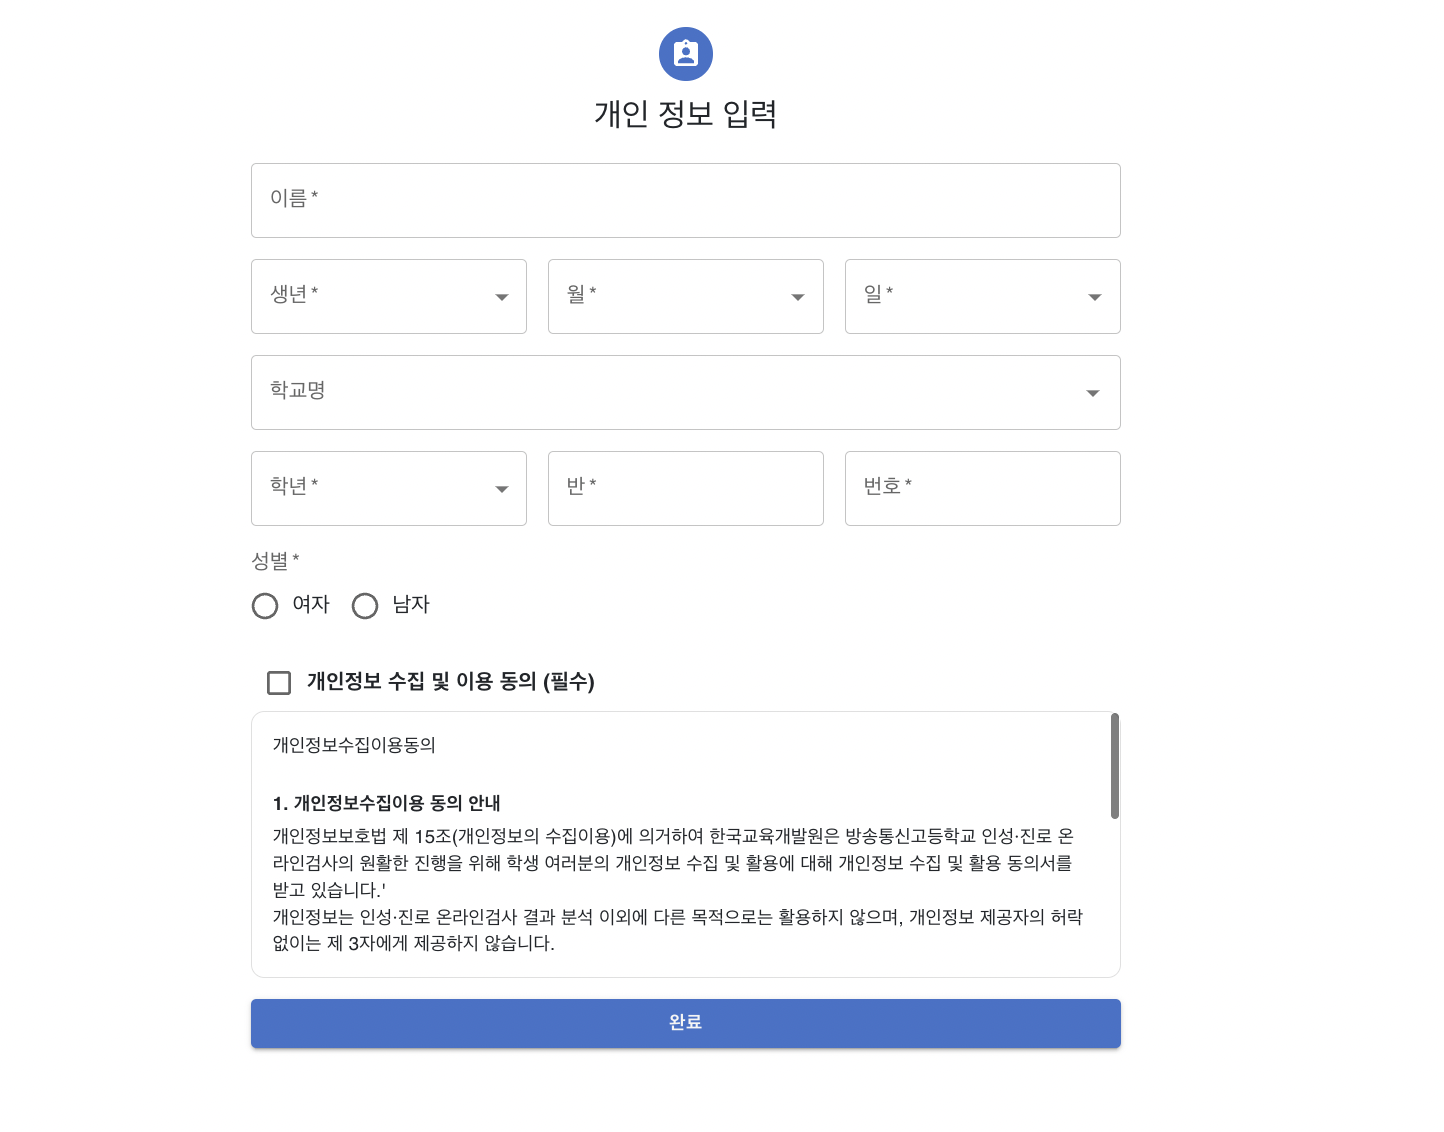 개인 정보 입력
이름 *
생년 * 월 * 일 *
학교명
학년 * 반 * 번호 *
성별 *
여자 남자
개인정보 수집 및 이용 동의 (필수)
개인정보수집이용동의
1. 개인정보수집이용 동의 안내
개인정보보호법 제 15조(개인정보의 수집이용)에 의거하여 한국교육개발원은 방송통신고등학교 인성·진로 온
라인검사의 원활한 진행을 위해 학생 여러분의 개인정보 수집 및 활용에 대해 개인정보 수집 및 활용 동의서를
받고 있습니다.'
개인정보는 인성·진로 온라인검사 결과 분석 이외에 다른 목적으로는 활용하지 않으며, 개인정보 제공자의 허락
없이는 제 3자에게 제공하지 않습니다.
완료